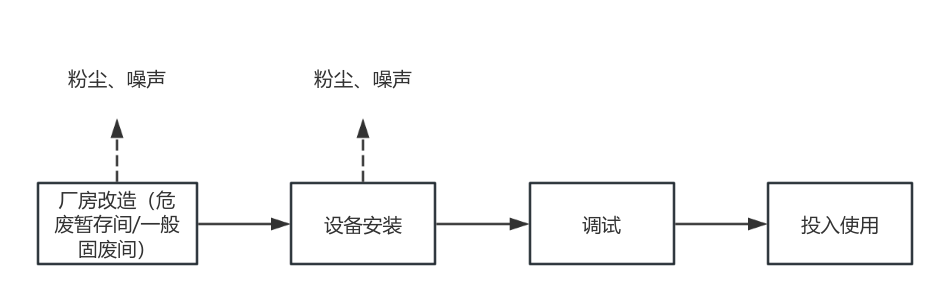 粉尘、噪声
粉尘、噪声
厂房改造（危
废暂存间/一般
固废间）
设备安装
调试
投入使用